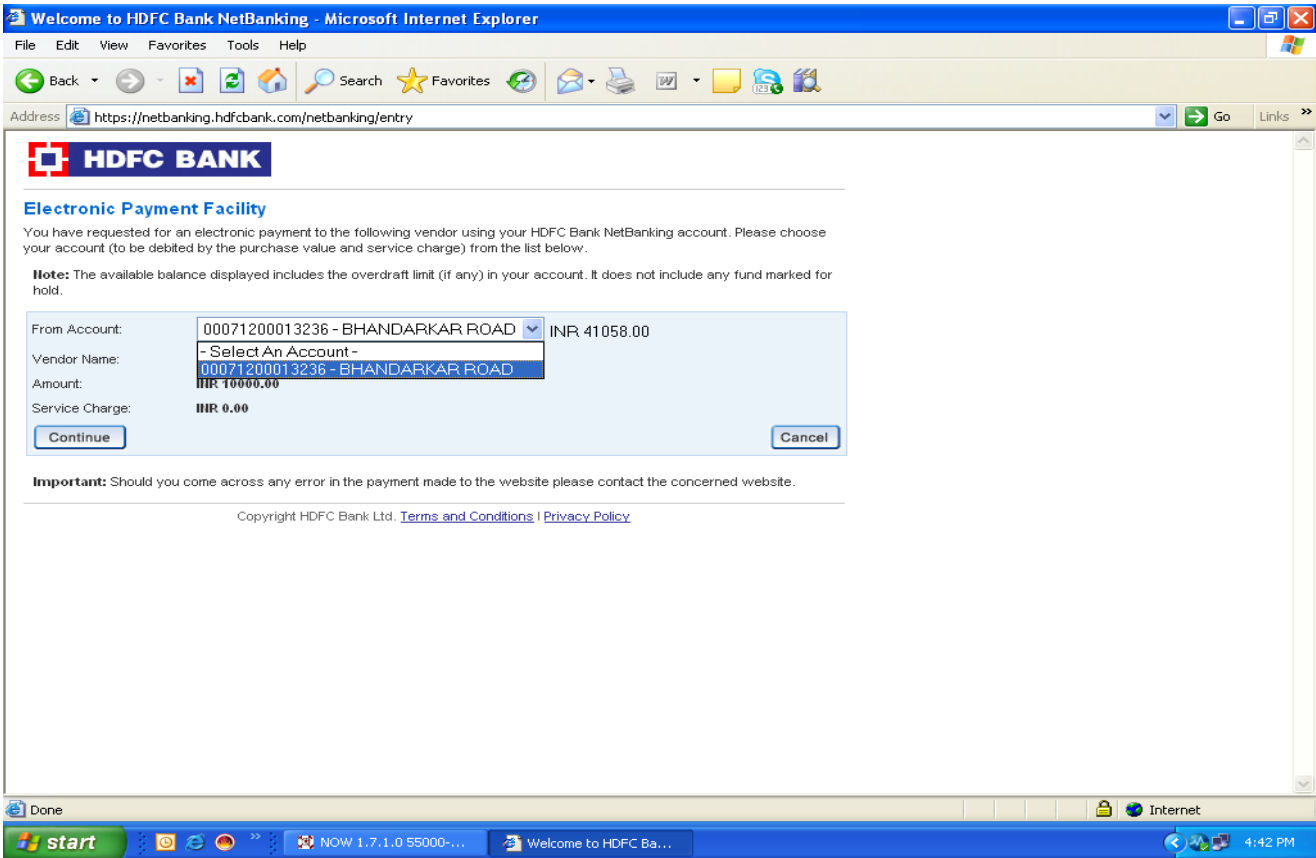 Welcome to HDFC Bank NetBanking - Microsoft Internet Explorer
File Edit View Favorites Tools Help
Back Search Favorites
Address https://netbanking.hdfcbank.com/netbanking/entry Go Links »
HDFC BANK
Electronic Payment Facility
You have requested for an electronic payment to the following vendor using your HDFC Bank NetBanking account. Please choose
your account (to be debited by the purchase value and service charge) from the list below.
Note: The available balance displayed includes the overdraft limit (if any) in your account. It does not include any fund marked for
hold.
From Account: 00071200013236 - BHANDARKAR ROAD INR 41058.00
- Select An Account -
Vendor Name:
00071200013236 - BHANDARKAR ROAD
Amount: INR 10000.00
Service Charge: INR 0.00
Continue Cancel
Important: Should you come across any error in the payment made to the website please contact the concerned website.
Copyright HDFC Bank Ltd. Terms and Conditions | Privacy Policy
Done Internet
start » NOW 1.7.1.0 55000-... Welcome to HDFC Ba... 4:42 PM